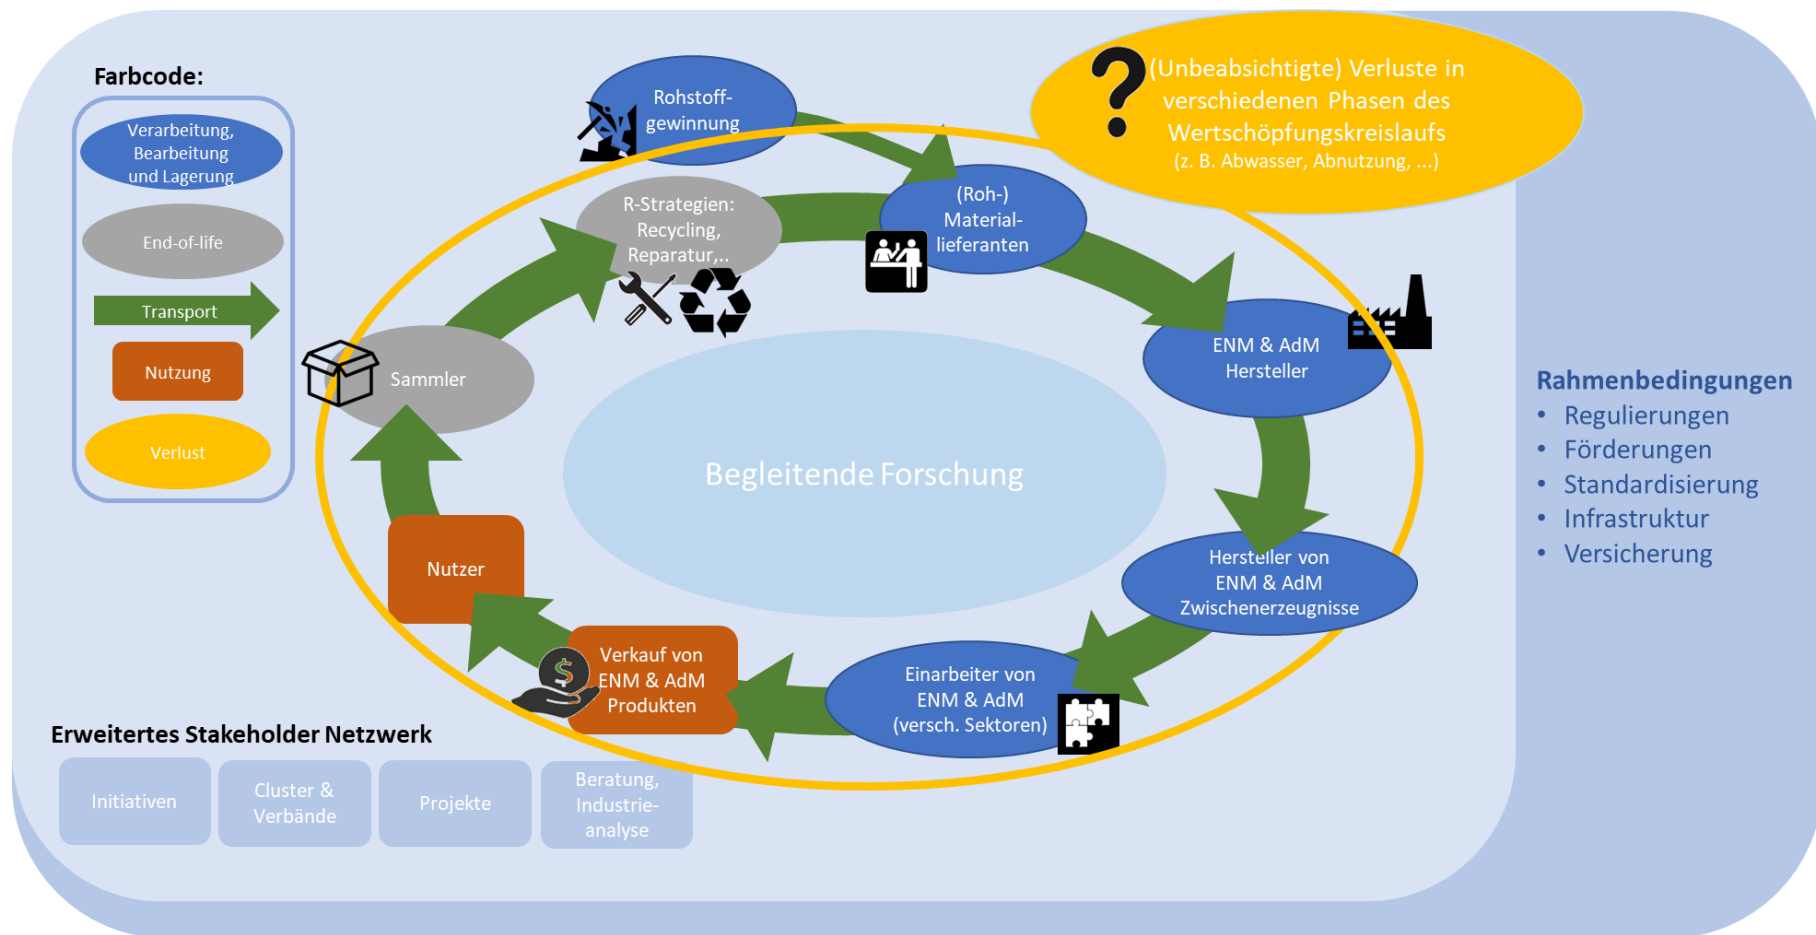 Farbcode:
Verarbeitung,
Bearbeitung
und Lagerung
End-of-life
Transport
Nutzung
Verlust
Rohstoff-
gewinnung
(Unbeabsichtigte) Verluste in
verschiedenen Phasen des
Wertschöpfungskreislaufs
(z. B. Abwasser, Abnutzung, ...)
R-Strategien:
Recycling,
Reparatur,..
(Roh-)
Material-
lieferanten
ENM & AdM
Hersteller
Sammler
Begleitende Forschung
Nutzer
Hersteller von
ENM & AdM
Zwischenerzeugnisse
Verkauf von
ENM & AdM
Produkten
Einarbeiter von
ENM & AdM
(versch. Sektoren)
Rahmenbedingungen
• Regulierungen
• Förderungen
• Standardisierung
• Infrastruktur
• Versicherung
Erweitertes Stakeholder Netzwerk
Initiativen
Cluster &
Verbände
Projekte
Beratung,
Industrie-
analyse